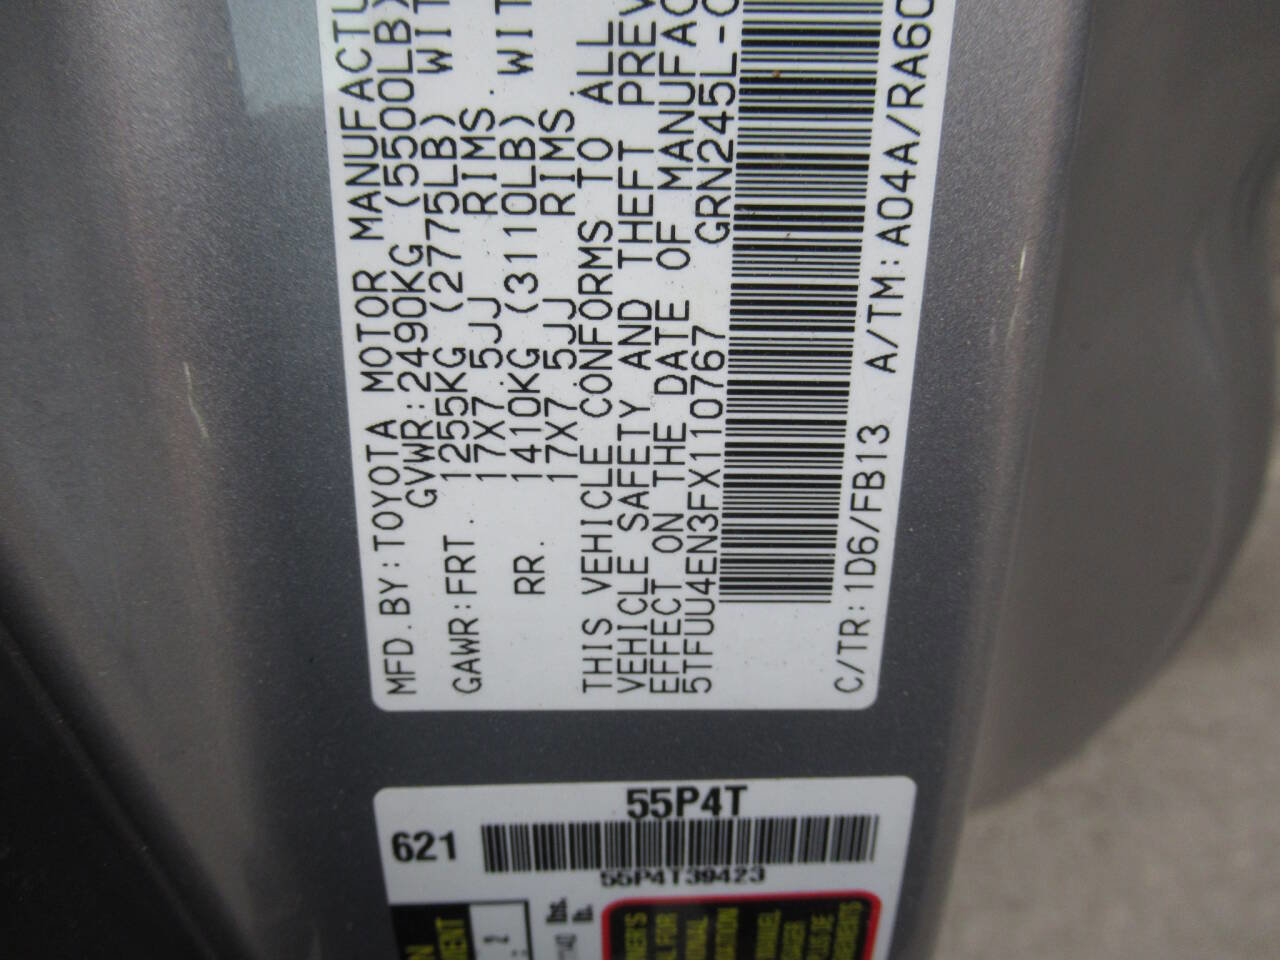 MFD.BY:TOYOTA MOTOR MANUFACTU
GVWR:2490KG (5500LB)
GAWR:FRT. 1255KG (2775LB) WIT
17X7.5JJ RIMS.
RR. 1410KG (3110LB) WIT
17X7.5JJ RIMS
THIS VEHICLE CONFORMS TO ALL
VEHICLE SAFETY AND THEFT PREV
EFFECT ON THE DATE OF MANUFAC
5TFUU4EN3FX110767 GRN245L-C
C/TR:1D6/FB13 A/TM:A04A/RA60
55P4T
621
55P4T39423